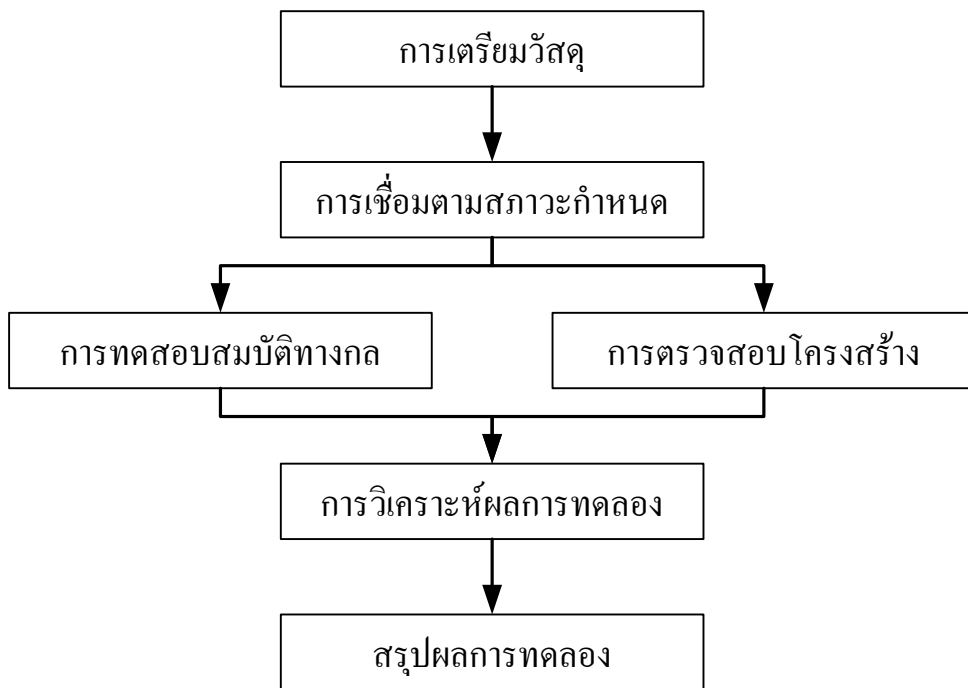 การเตรียมวัสดุ
การเชื่อมตามสภาวะกำหนด
การทดสอบสมบัติทางกล
การตรวจสอบโครงสร้าง
การวิเคราะห์ผลการทดลอง
สรุปผลการทดลอง